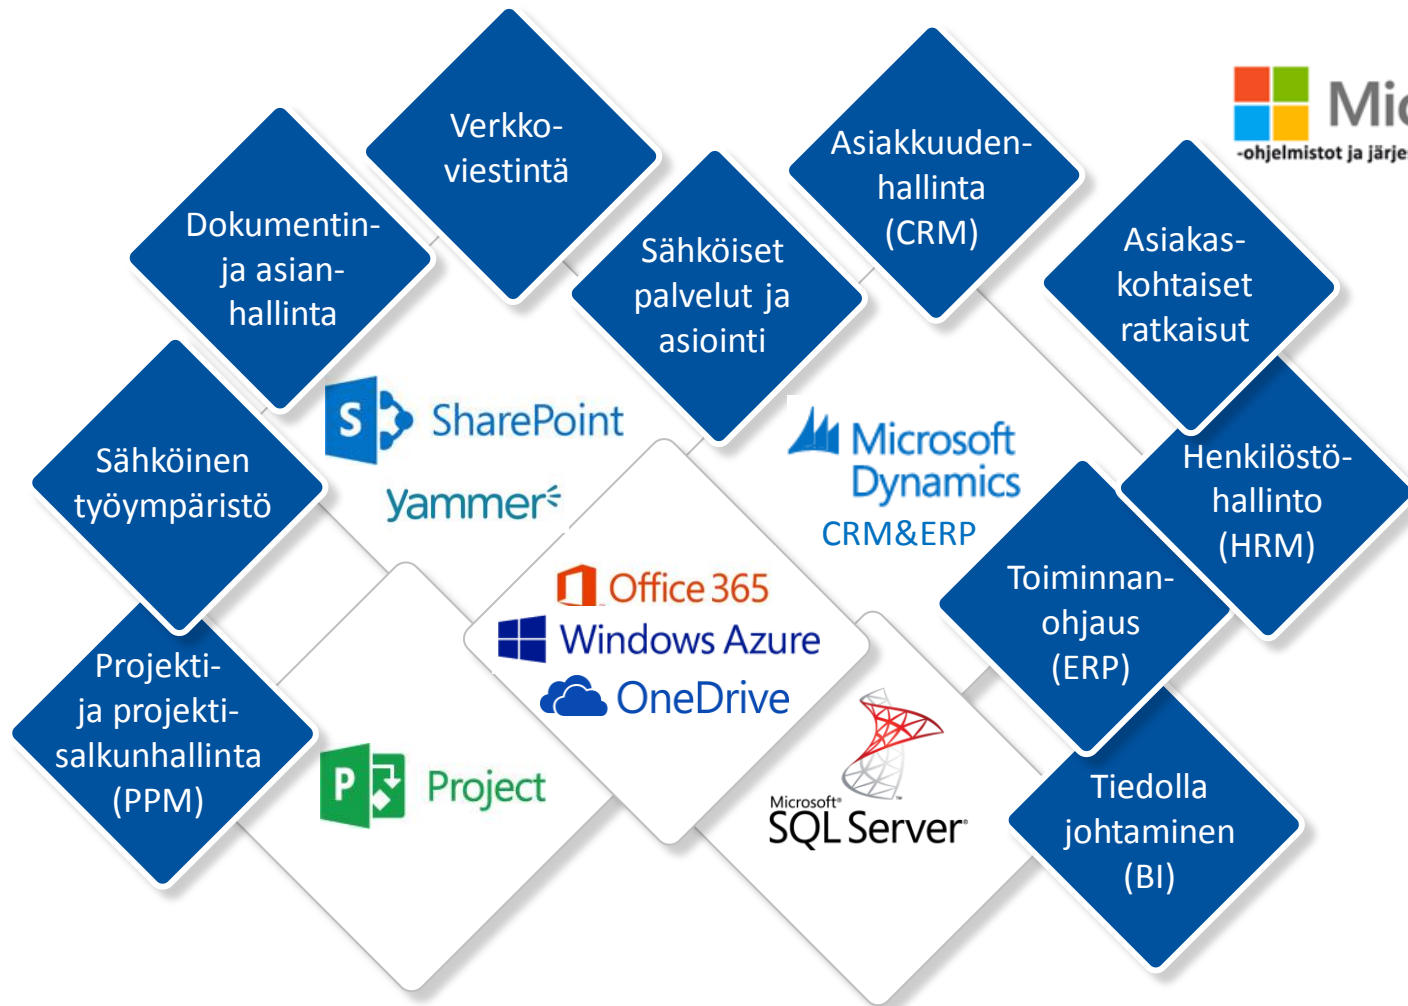 Verkko-
viestintä
Asiakkuuden-
hallinta
(CRM)
-ohjelmistot ja
Dokumentin-
ja asian-
hallinta
Sähköiset
palvelut ja
asiointi
Asiakas-
kohtaiset
ratkaisut
S SharePoint
yammer
Microsoft
Dynamics
CRM&ERP
Sähköinen
työympäristö
Henkilöstö-
hallinto
(HRM)
Office 365
Windows Azure
OneDrive
Toiminnan-
ohjaus
(ERP)
Projekti-
ja projekti-
salkunhallinta
(PPM)
P Project
Microsoft®
SQL Server®
Tiedolla
johtaminen
(BI)